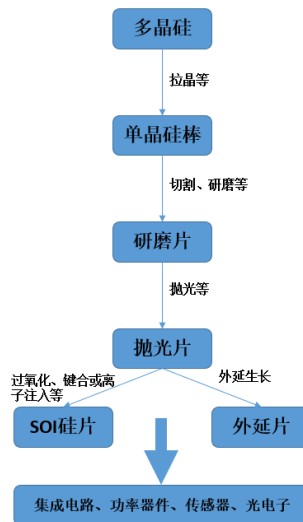 多晶硅
拉晶等
单晶硅棒
切割、研磨等
研磨片
抛光等
抛光片
过氧化、键合或离
子注入等
外延生长
SOI硅片
外延片
集成电路、功率器件、传感器、光电子